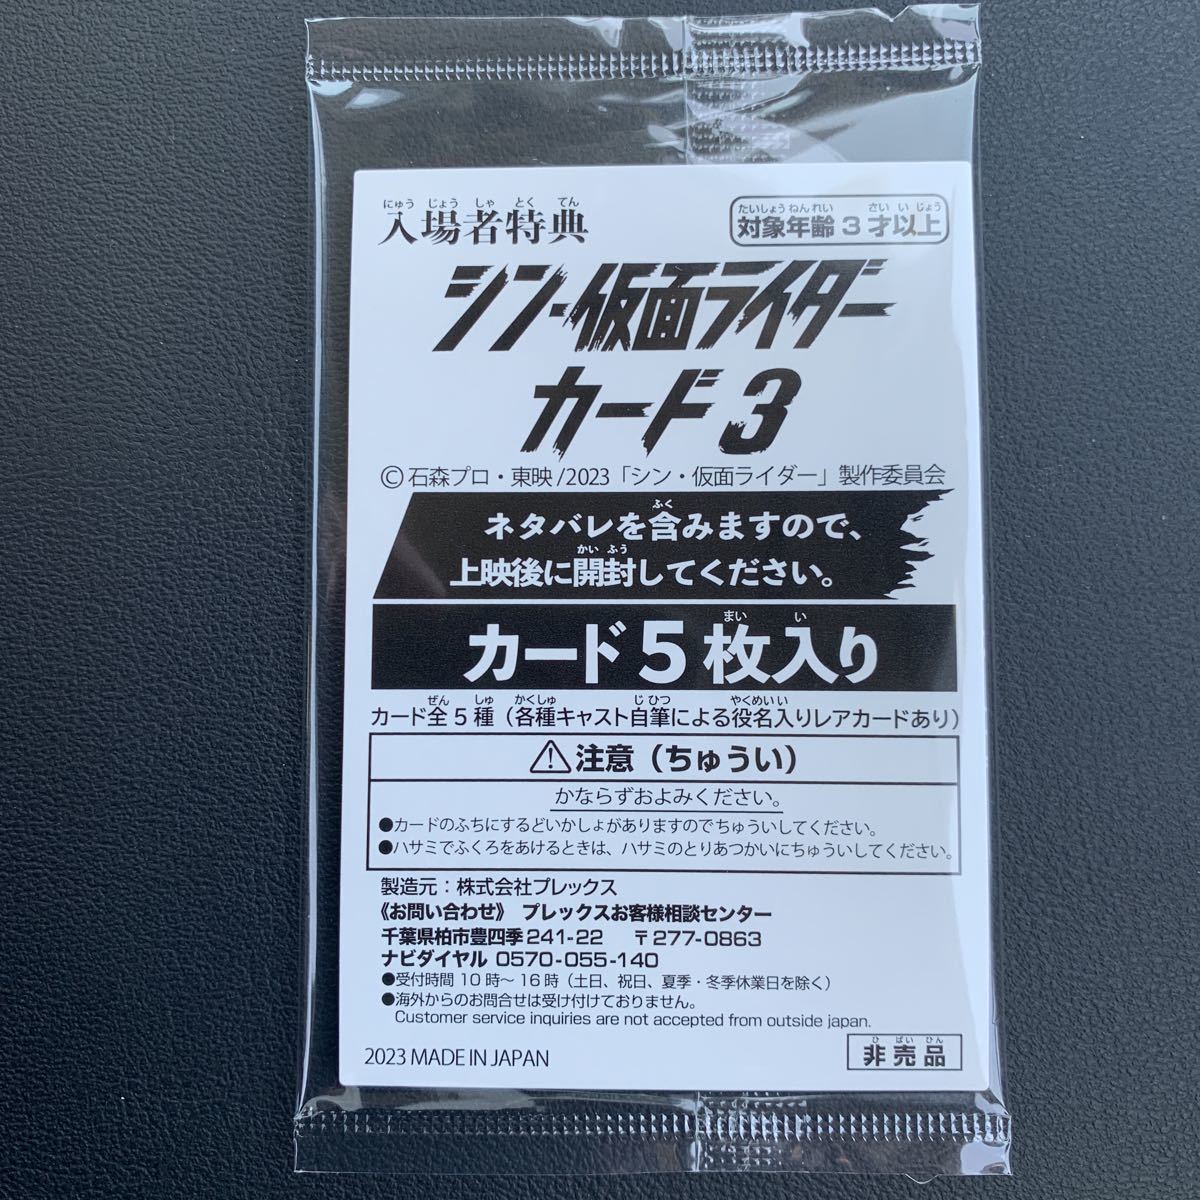 にゅう じょう しゃ とく てん
入場者特典
たいしょうねんれい さい いじょう
対象年齢 3 才以上
シン・仮面ライダー
カード3
©石森プロ・東映/2023「シン・仮面ライダー」製作委員会
ふく
ネタバレを含みますので、
かい ふう
上映後に開封してください。
まい い
カード5枚入り
ぜん しゅ かくしゅ じひつ やくめいい
カード全5種（各種キャスト自筆による役名入りレアカードあり）
⚠注意（ちゅうい）
かならずおよみください。
●カードのふちにするどいかしょがありますのでちゅういしてください。
●ハサミでふくろをあけるときは、ハサミのとりあつかいにちゅういしてください。
製造元：株式会社プレックス
《お問い合わせ》 プレックスお客様相談センター
千葉県柏市豊四季241-22 〒277-0863
ナビダイヤル 0570-055-140
●受付時間 10時～16時（土日、祝日、夏季・冬季休業日を除く）
●海外からのお問合せは受け付けておりません。
Customer service inquiries are not accepted from outside japan.
2023 MADE IN JAPAN
ひ ばい ひん
非売品